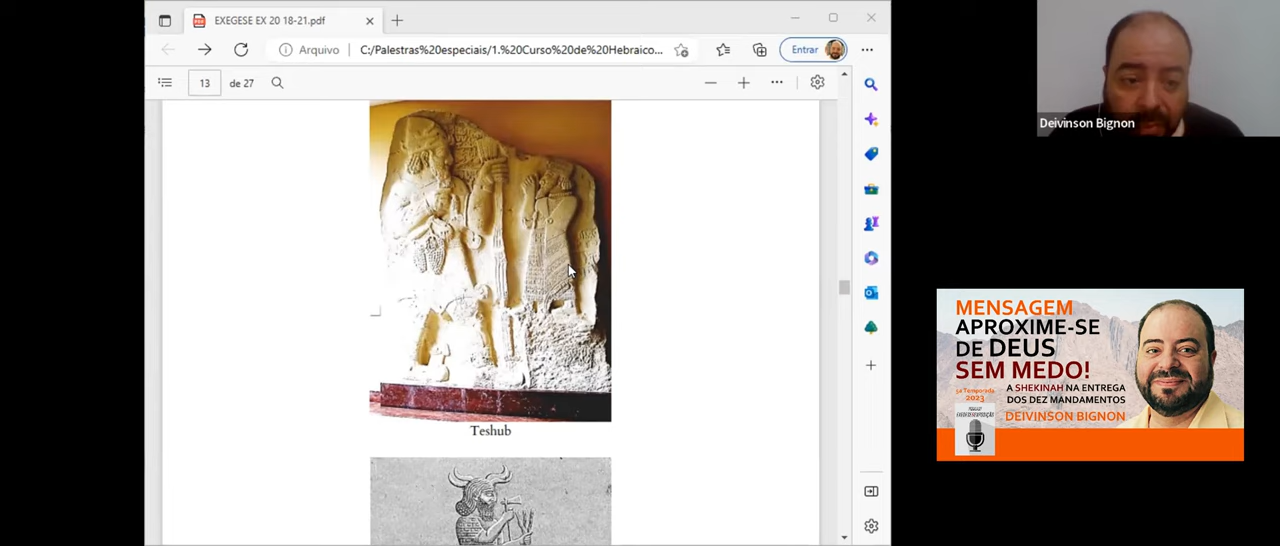 EXEGESE EX 20 18-21.pdf
Arquivo
C:/Palestras%20especiais/1.%20Curso%20de%20Hebraico...
Entrar
13 de 27
Teshub
Deivinson Bignon
MENSAGEM
APROXIME-SE
DE DEUS
SEM MEDO!
A SHEKINAH NA ENTREGA
DOS DEZ MANDAMENTOS
DEIVINSON BIGNON
2023